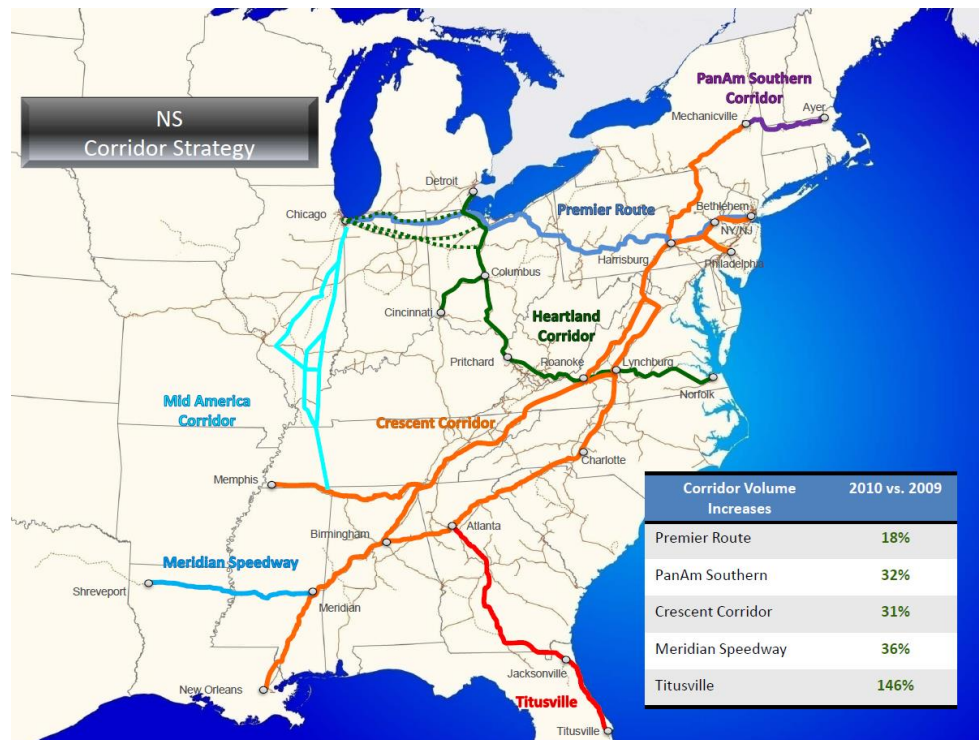 NS
Corridor Strategy
PanAm Southern
Corridor
Mechanicville
Ayer
Detroit
Chicago
Premier Route
Bethlehem
NY/NJ
Harrisburg
Philadelphia
Columbus
Cincinnati
Heartland
Corridor
Pritchard
Roanoke
Lynchburg
Norfolk
Mid America
Corridor
Crescent Corridor
Charlotte
Memphis
Birmingham
Atlanta
Meridian Speedway
Shreveport
Meridian
New Orleans
Jacksonville
Titusville
Titusville
Corridor Volume
Increases
2010 vs. 2009
Premier Route 18%
PanAm Southern 32%
Crescent Corridor 31%
Meridian Speedway 36%
Titusville 146%